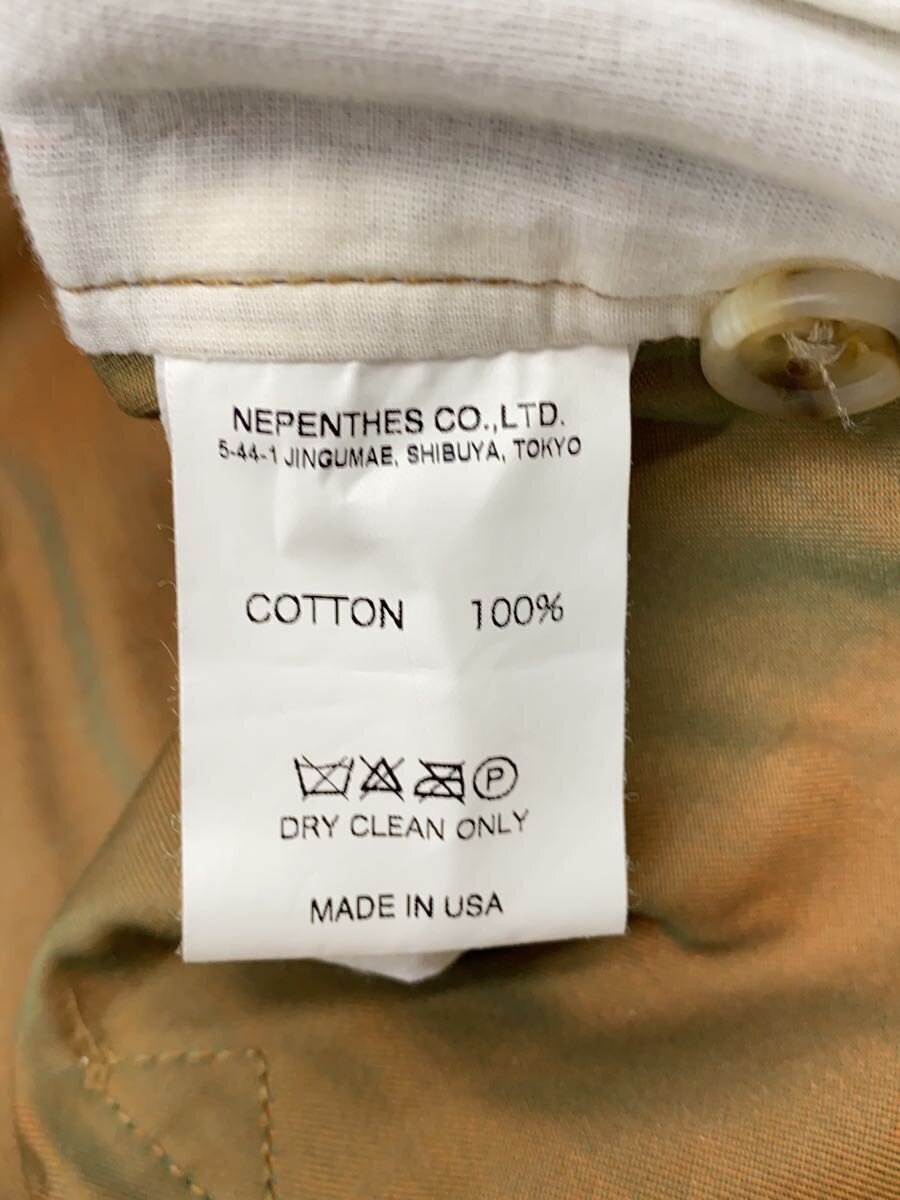 NEPENTHES CO.,LTD.
5-44-1 JINGUMAE, SHIBUYA, TOKYO
COTTON 100%
P
DRY CLEAN ONLY
MADE IN USA